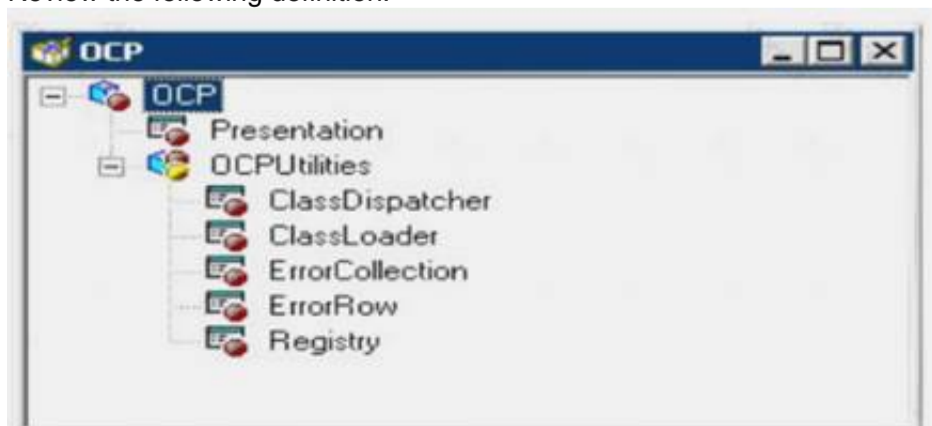 Review the following definition:
OCP
OCP
Presentation
OCPUtilities
ClassDispatcher
ClassLoader
ErrorCollection
ErrorRow
Registry